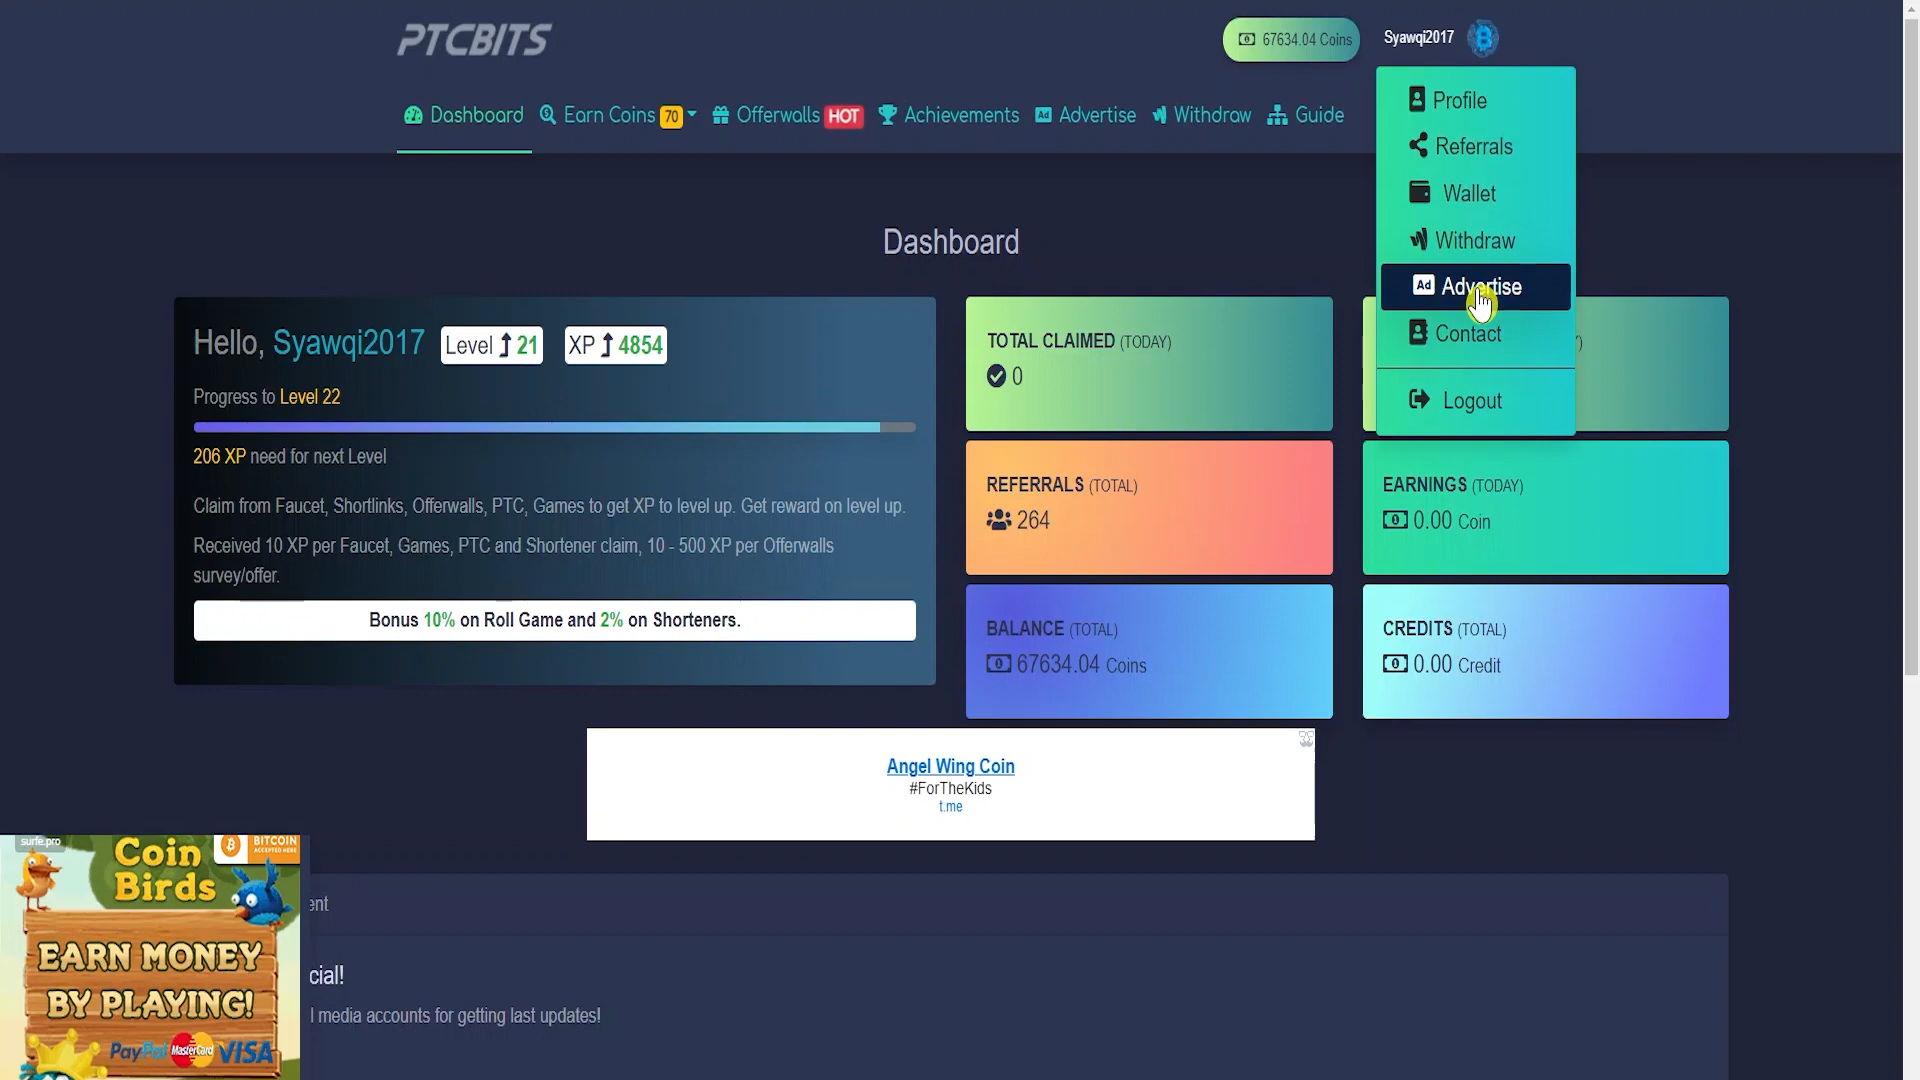 PTCBITS
67634.04 Coins
Syawqi2017
Dashboard
Earn Coins 70
Offerwalls HOT
Achievements
Advertise
Withdraw
Guide
Profile
Referrals
Wallet
Withdraw
Advertise
Contact
Logout
Dashboard
Hello, Syawqi2017 Level 21 XP 4854
Progress to Level 22
206 XP need for next Level
Claim from Faucet, Shortlinks, Offerwalls, PTC, Games to get XP to level up. Get reward on level up.
Received 10 XP per Faucet, Games, PTC and Shortener claim, 10 - 500 XP per Offerwalls
survey/offer.
Bonus 10% on Roll Game and 2% on Shorteners.
TOTAL CLAIMED (TODAY)
0
REFERRALS (TOTAL)
264
EARNINGS (TODAY)
0.00 Coin
BALANCE (TOTAL)
67634.04 Coins
CREDITS (TOTAL)
0.00 Credit
Angel Wing Coin
#ForTheKids
t.me
surfe.pro
BITCOIN
ACCEPTED HERE
Coin
Birds
EARN MONEY
BY PLAYING!
PayPal MasterCard VISA
ent
cial!
l media accounts for getting last updates!